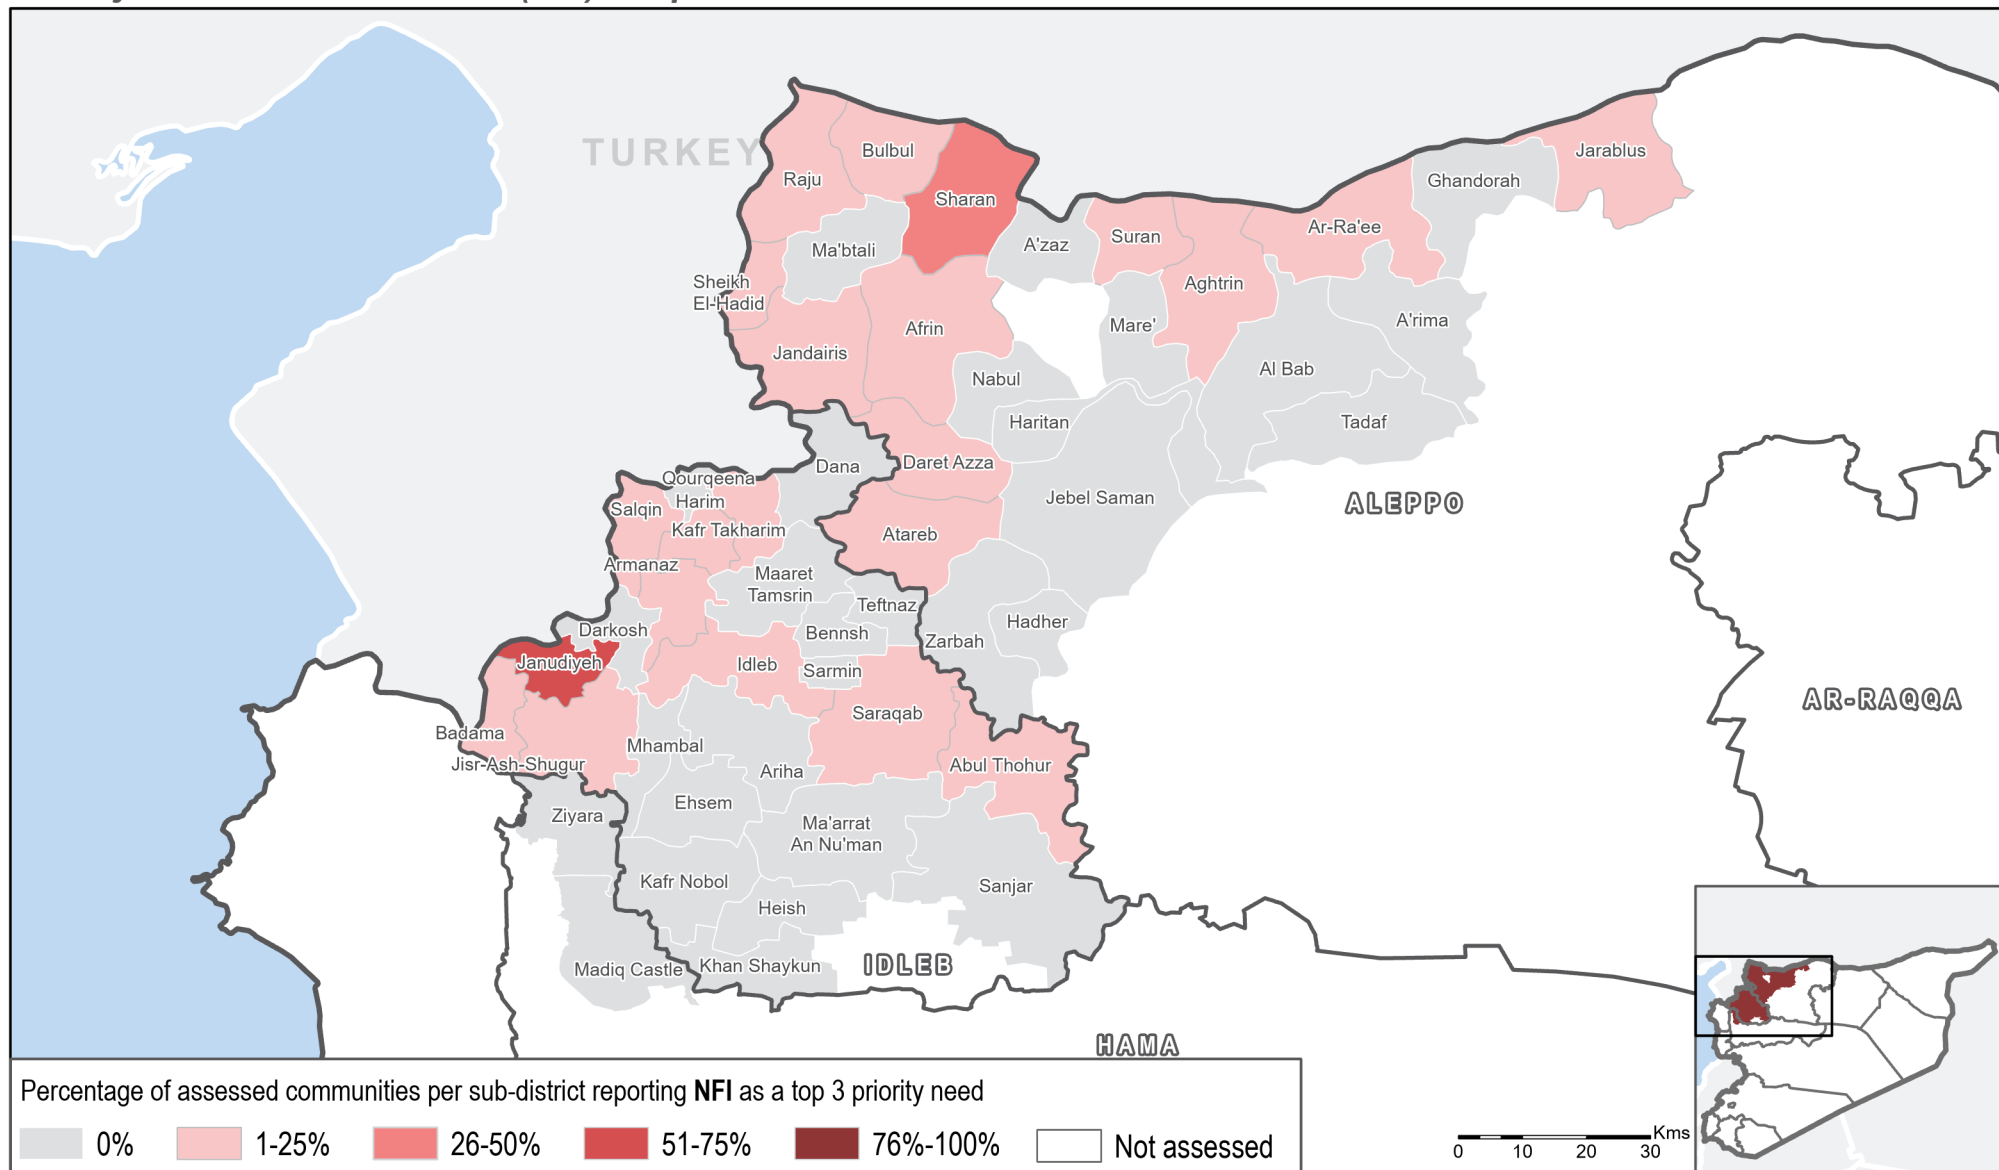 TURKEY
Bulbul
Raju
Sharan
Jarablus
Ghandorah
Ma'btali
A'zaz
Suran
Ar-Ra'ee
Sheikh
El-Hadid
Aghtrin
Afrin
Mare'
A'rima
Jandairis
Nabul
Al Bab
Haritan
Tadaf
Dana
Daret Azza
Qourqeena
Harim
Salqin
Jebel Saman
ALEPPO
Kafr Takharim
Atareb
Armanaz
Maaret
Tamsrin
Teftnaz
Darkosh
Bennsh
Zarbah
Hadher
Janudiyeh
Idleb
Sarmin
AR-RAQQA
Saraqab
Badama
Mhambal
Jisr-Ash-Shugur
Ariha
Abul Thohur
Ziyara
Ehsem
Ma'arrat
An Nu'man
Kafr Nobol
Sanjar
Heish
Madiq Castle
Khan Shaykun
IDLEB
HAMA
Percentage of assessed communities per sub-district reporting NFI as a top 3 priority need
0%
1-25%
26-50%
51-75%
76%-100%
Not assessed
Kms
0 10 20 30